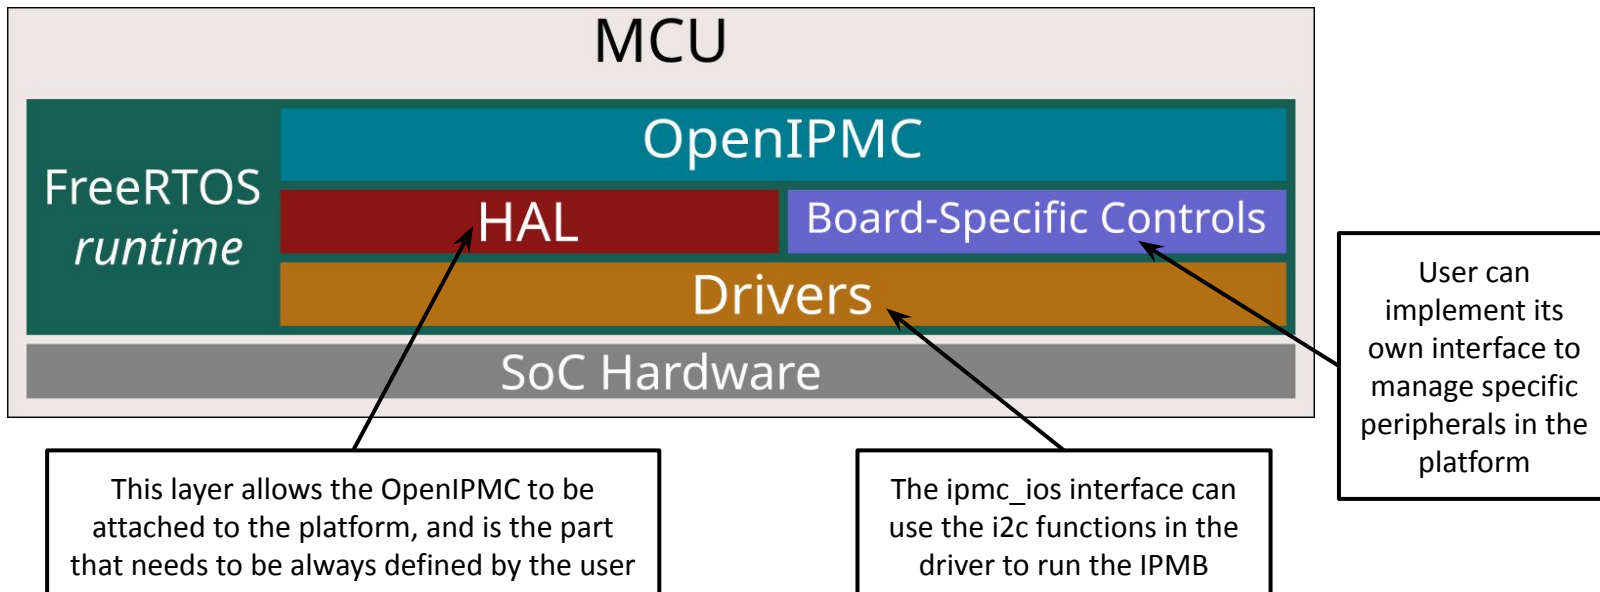 MCU
FreeRTOS
runtime
OpenIPMC
HAL
Board-Specific Controls
Drivers
SoC Hardware
User can
implement its
own interface to
manage specific
peripherals in the
platform
This layer allows the OpenIPMC to be
attached to the platform, and is the part
that needs to be always defined by the user
The ipmc_ios interface can
use the i2c functions in the
driver to run the IPMB